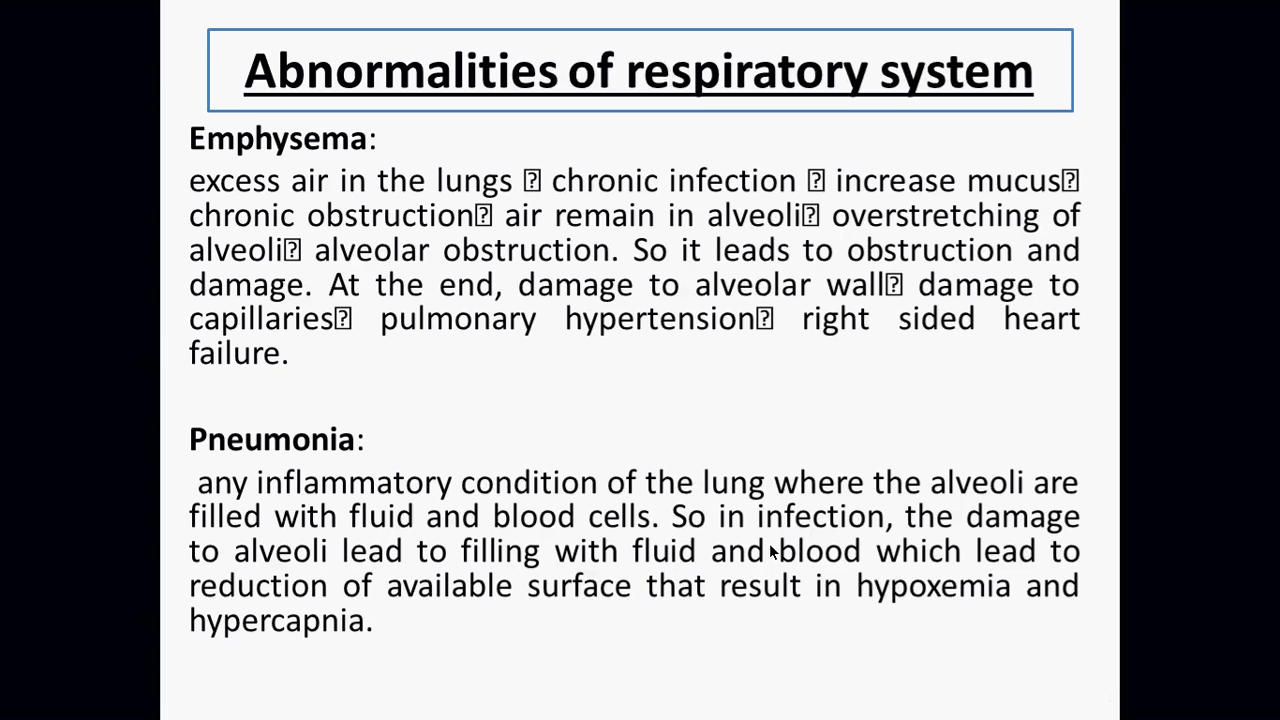 Abnormalities of respiratory system
Emphysema:
excess air in the lungs 🡪 chronic infection 🡪 increase mucus🡪
chronic obstruction🡪 air remain in alveoli🡪 overstretching of
alveoli🡪 alveolar obstruction. So it leads to obstruction and
damage. At the end, damage to alveolar wall🡪 damage to
capillaries🡪 pulmonary hypertension🡪 right sided heart
failure.
Pneumonia:
any inflammatory condition of the lung where the alveoli are
filled with fluid and blood cells. So in infection, the damage
to alveoli lead to filling with fluid and blood which lead to
reduction of available surface that result in hypoxemia and
hypercapnia.